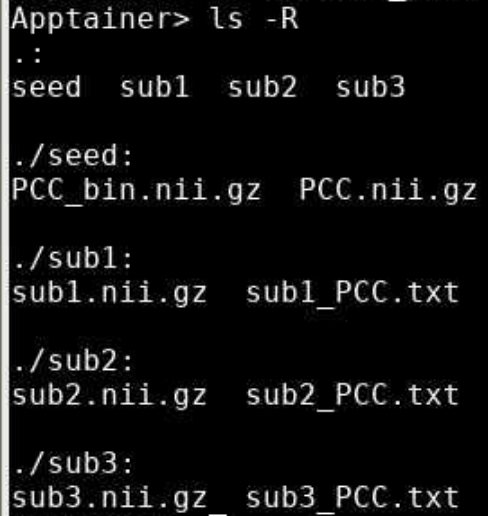 Apptainer> ls -R
.:
seed  sub1  sub2  sub3
./seed:
PCC_bin.nii.gz  PCC.nii.gz
./sub1:
sub1.nii.gz  sub1_PCC.txt
./sub2:
sub2.nii.gz  sub2_PCC.txt
./sub3:
sub3.nii.gz_ sub3_PCC.txt